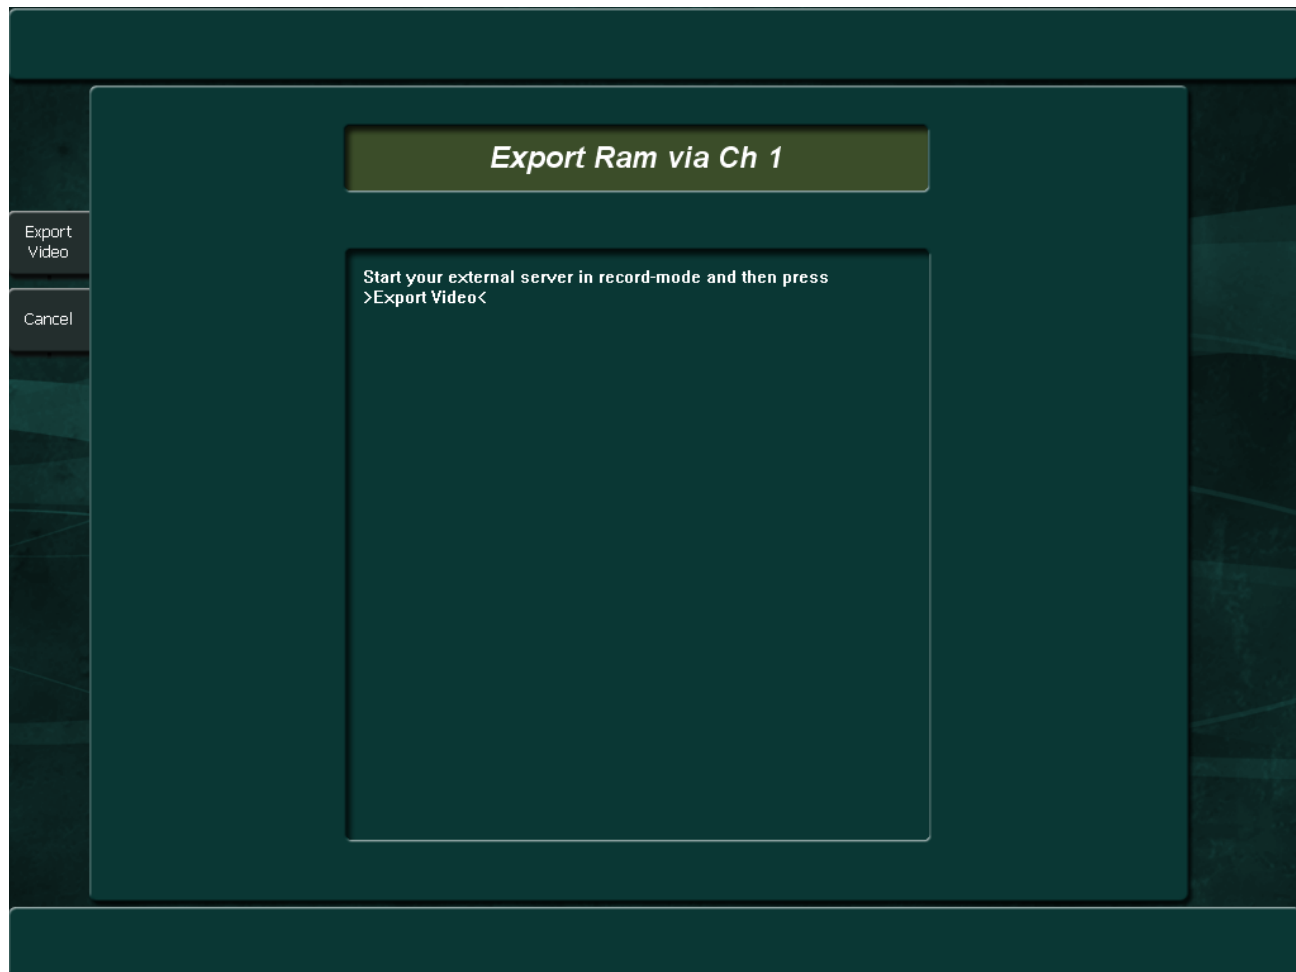 Export Ram via Ch 1
Export
Video
Start your external server in record-mode and then press
>Export Video<
Cancel